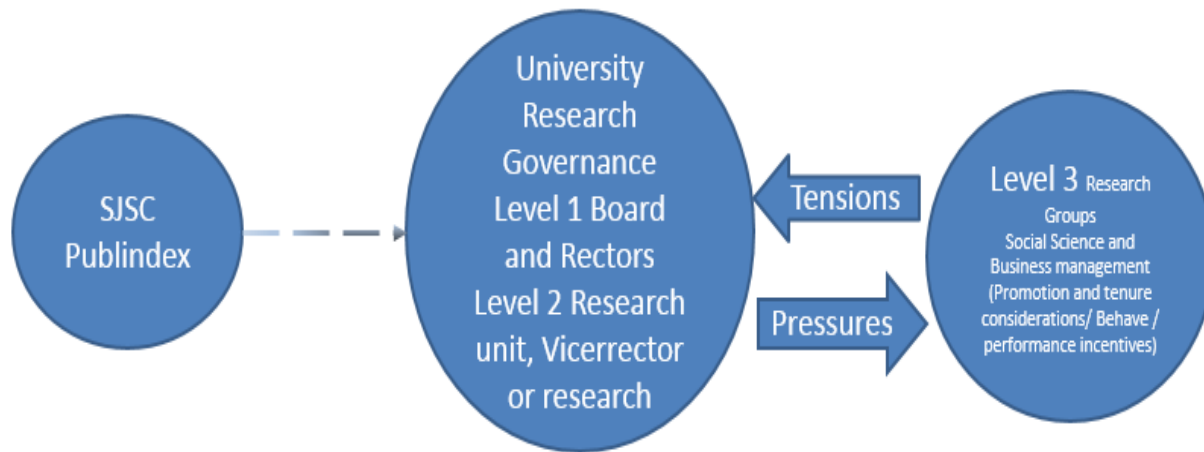 SJSC
Publindex
University
Research
Governance
Level 1 Board
and Rectors
Level 2 Research
unit, Vicerrector
or research
Tensions
Pressures
Level 3 Research
Groups
Social Science and
Business management
(Promotion and tenure
considerations/ Behave /
performance incentives)